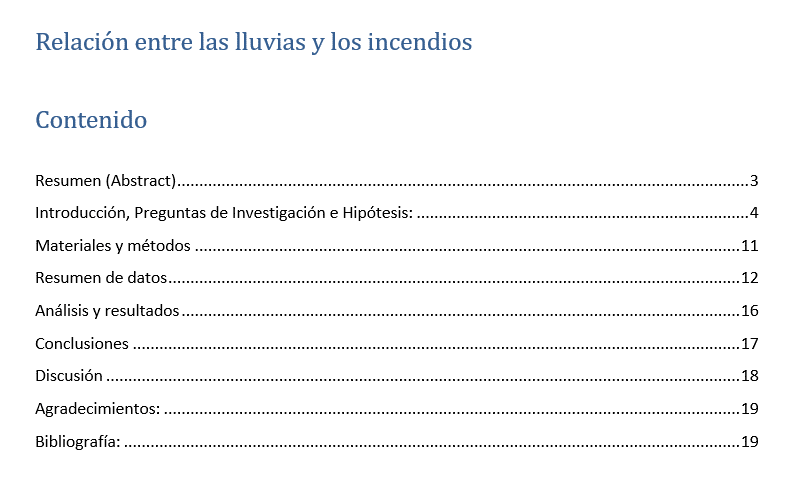 Relación entre las lluvias y los incendios
Contenido
Resumen (Abstract)....................................................................................................................................3
Introducción, Preguntas de Investigación e Hipótesis: ............................................................................4
Materiales y métodos ..............................................................................................................................11
Resumen de datos....................................................................................................................................12
Análisis y resultados.................................................................................................................................16
Conclusiones ............................................................................................................................................17
Discusión ..................................................................................................................................................18
Agradecimientos: .....................................................................................................................................19
Bibliografía: ..............................................................................................................................................19